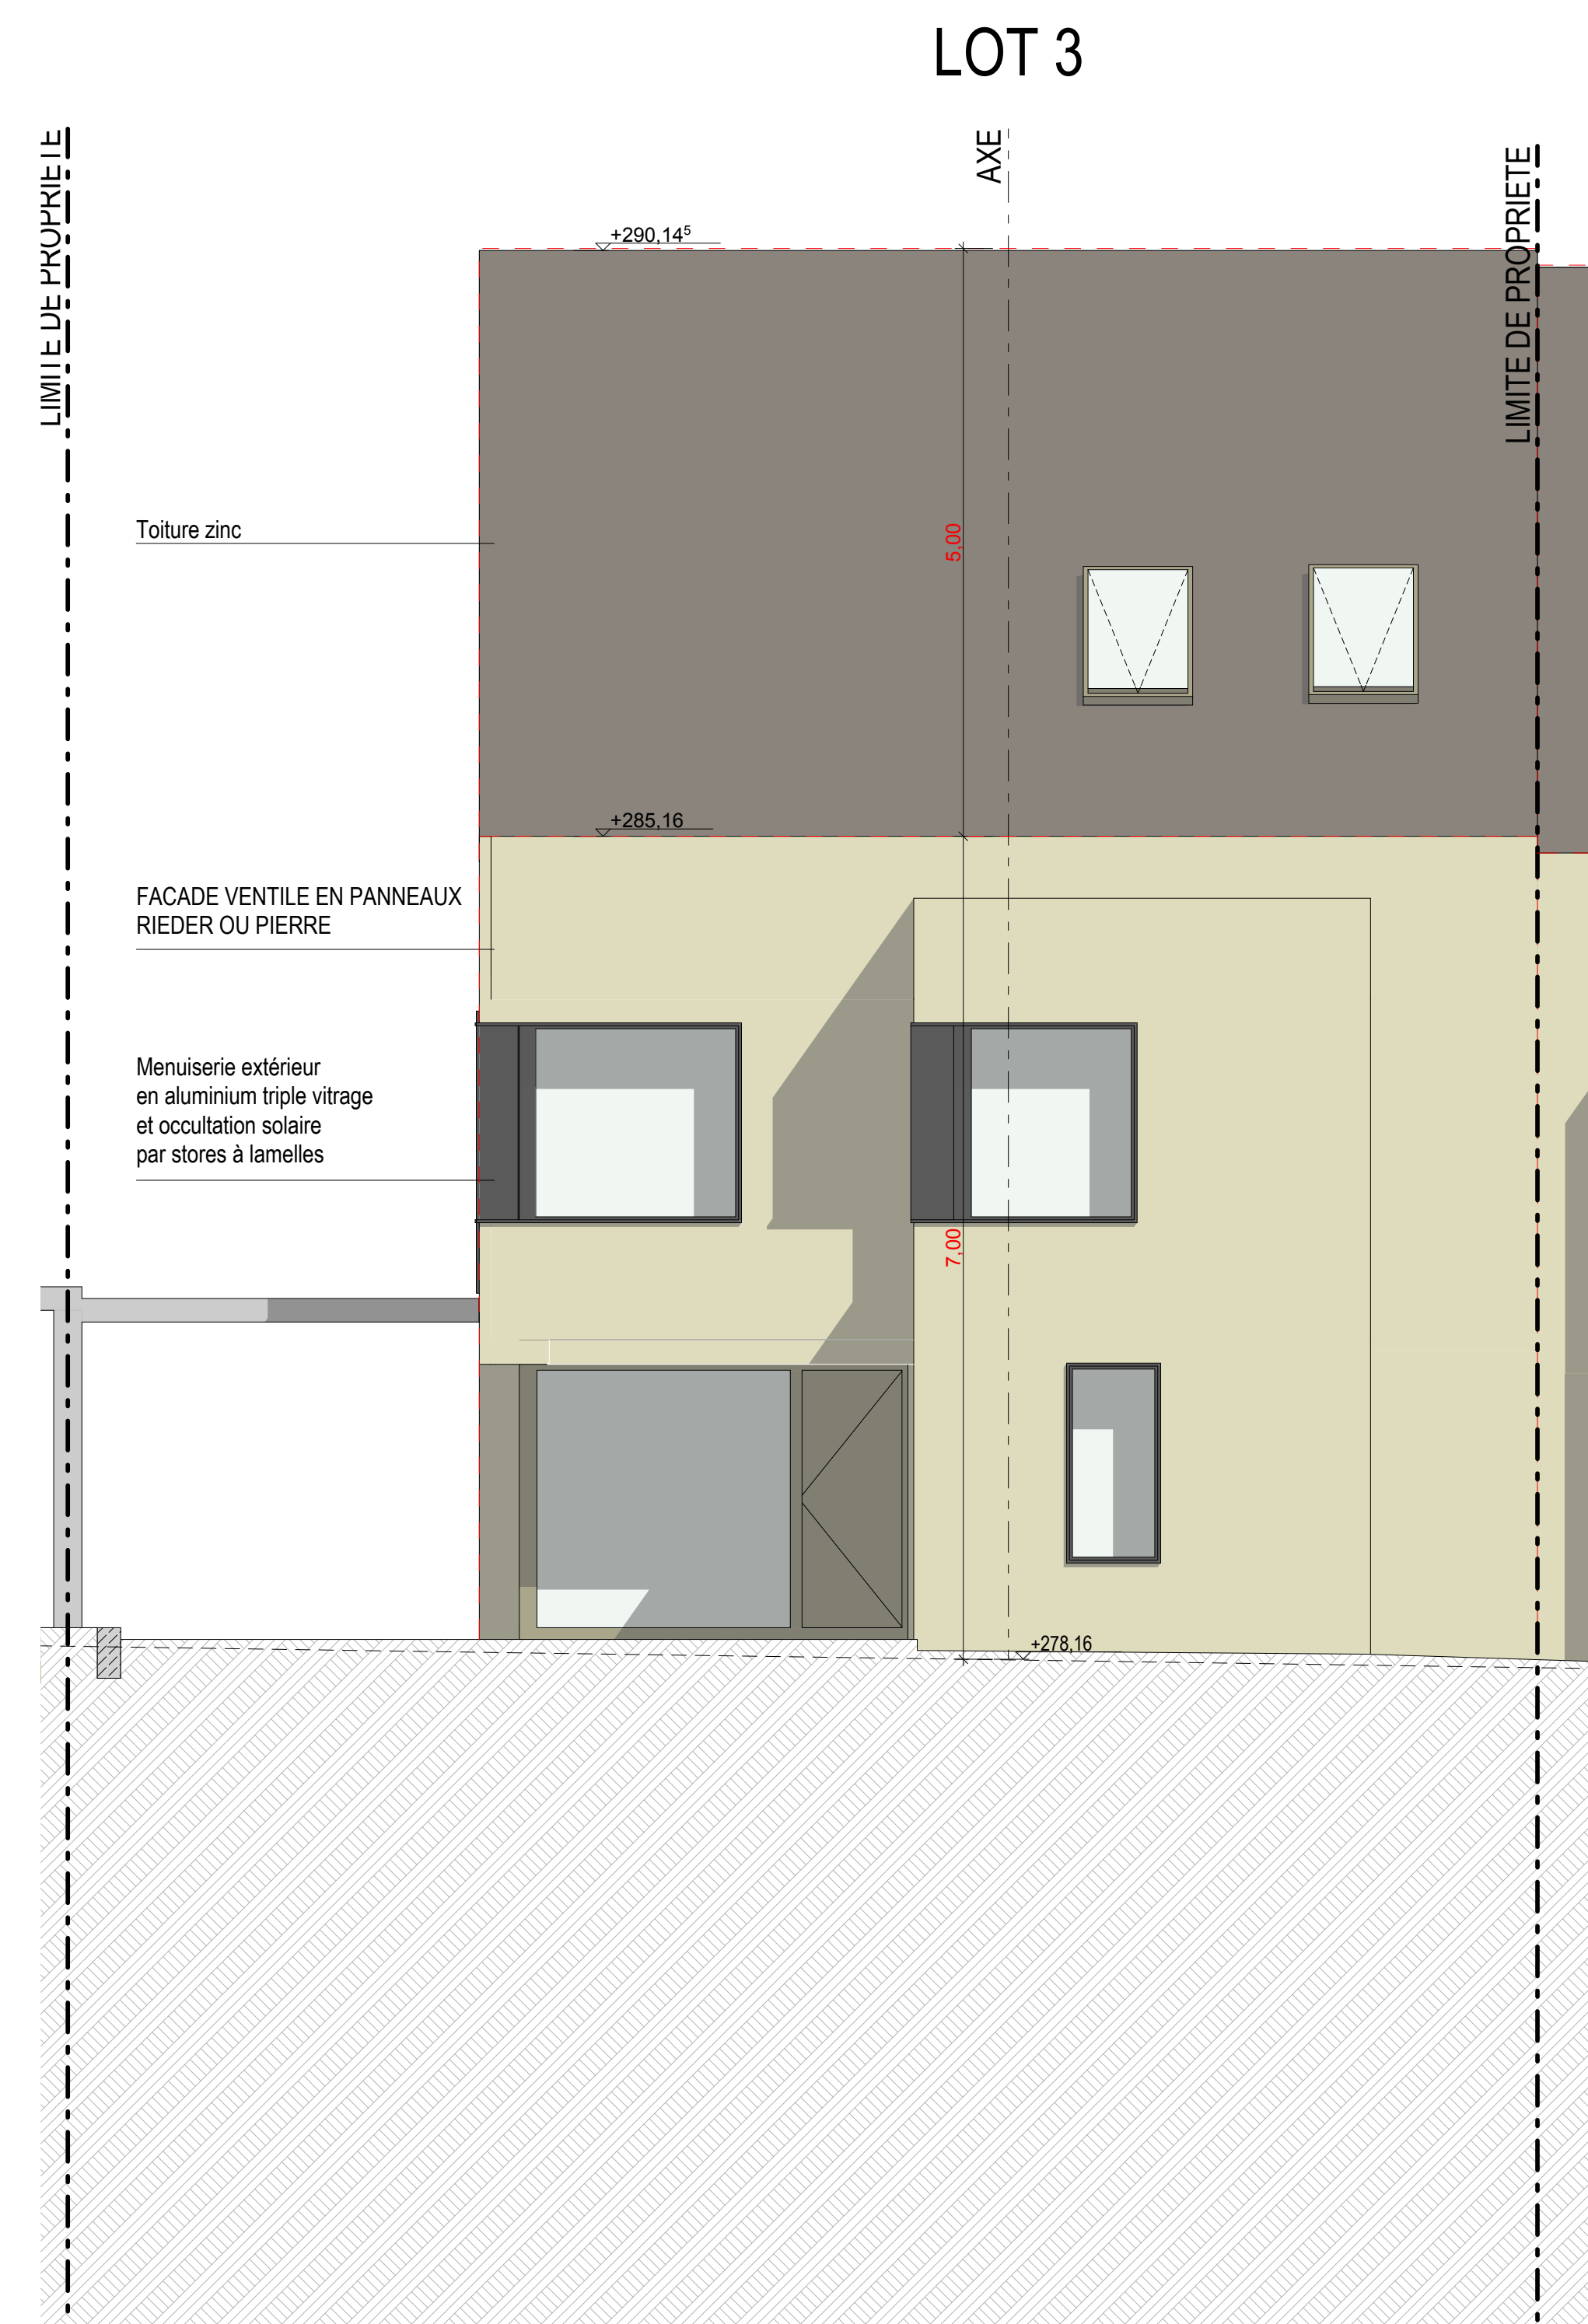 LOT 3
LIMITE DE PROPRIETE
AXE
LIMITE DE PROPRIETE
+290,14⁵
Toiture zinc
5,00
+285,16
FACADE VENTILE EN PANNEAUX
RIEDER OU PIERRE
Menuiserie extérieur
en aluminium triple vitrage
et occultation solaire
par stores à lamelles
7,00
+278,16